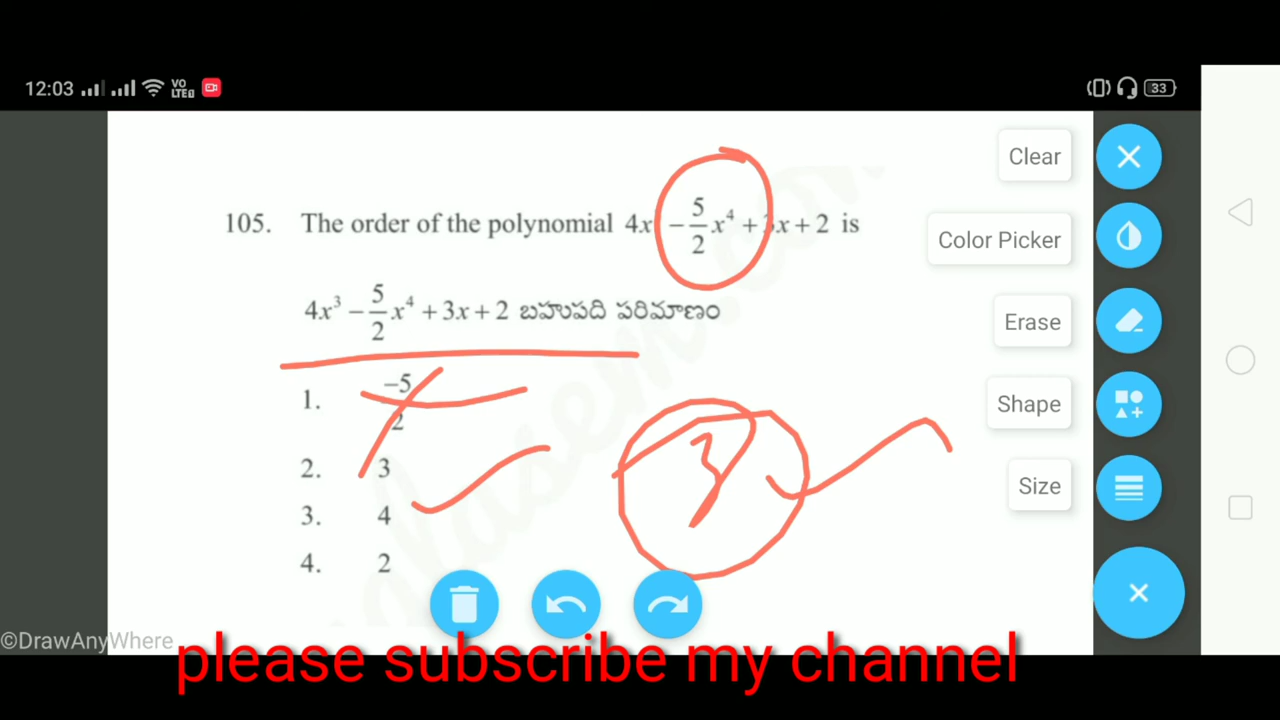 12:03 VO LTE 33
Clear
Color Picker
Erase
Shape
Size
105. The order of the polynomial 4x − 5/2 x⁴ + 3x + 2 is
4x³ − 5/2 x⁴ + 3x + 2 బహుపది పరిమాణం
1. −5/2
2. 3
3. 4
4. 2
3
©DrawAnyWhere
please subscribe my channel